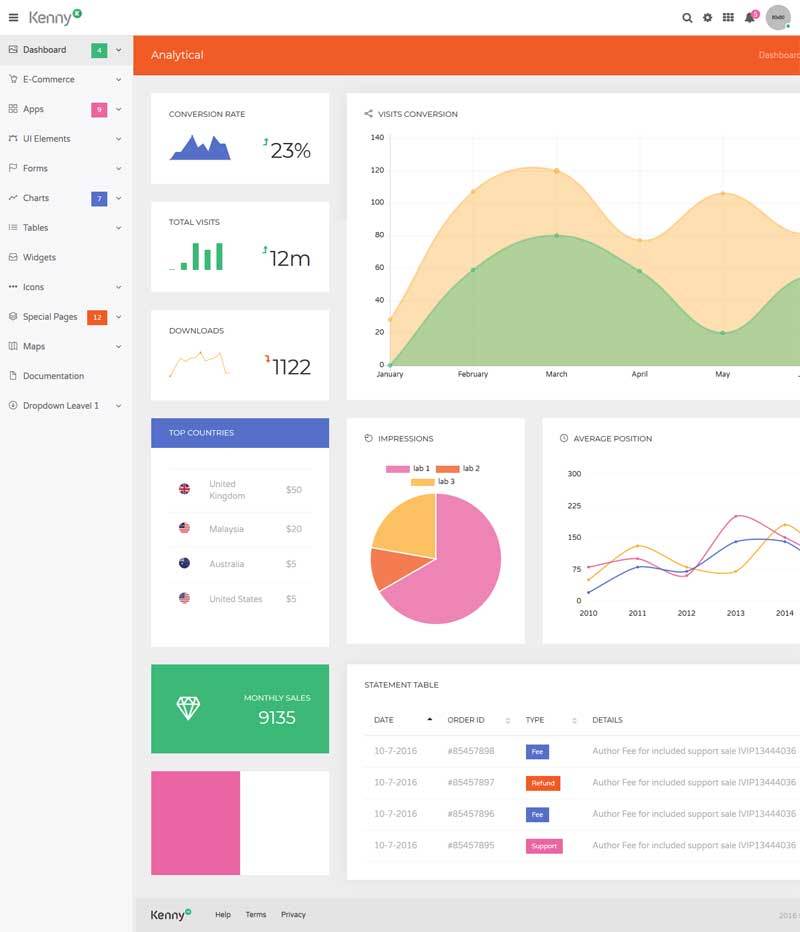 Kenny
5
Dashboard 4
E-Commerce
Apps 9
UI Elements
Forms
Charts 7
Tables
Widgets
Icons
Special Pages 12
Maps
Documentation
Dropdown Leavel 1
Analytical
Dashboard
CONVERSION RATE
23%
TOTAL VISITS
12m
DOWNLOADS
1122
VISITS CONVERSION
140
120
100
80
60
40
20
0
January February March April May
TOP COUNTRIES
United
Kingdom
$50
Malaysia $20
Australia $5
United States $5
IMPRESSIONS
lab 1 lab 2
lab 3
AVERAGE POSITION
300
225
150
75
0
2010 2011 2012 2013 2014
MONTHLY SALES
9135
STATEMENT TABLE
DATE ORDER ID TYPE DETAILS
10-7-2016 #85457898 Fee Author Fee for included support sale IVIP13444036
10-7-2016 #85457897 Refund Author Fee for included support sale IVIP13444036
10-7-2016 #85457896 Fee Author Fee for included support sale IVIP13444036
10-7-2016 #85457895 Support Author Fee for included support sale IVIP13444036
Kenny Help Terms Privacy 2016